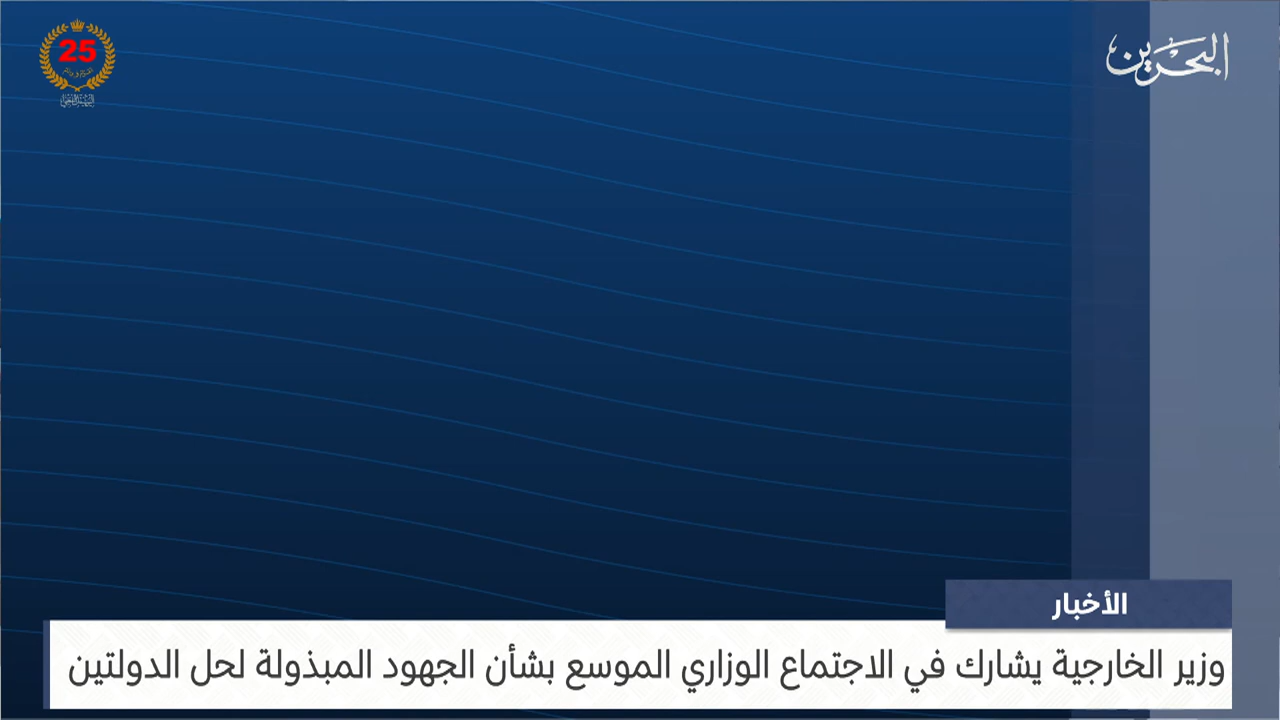 البحرين
25
الأخبار
وزير الخارجية يشارك في الاجتماع الوزاري الموسع بشأن الجهود المبذولة لحل الدولتين